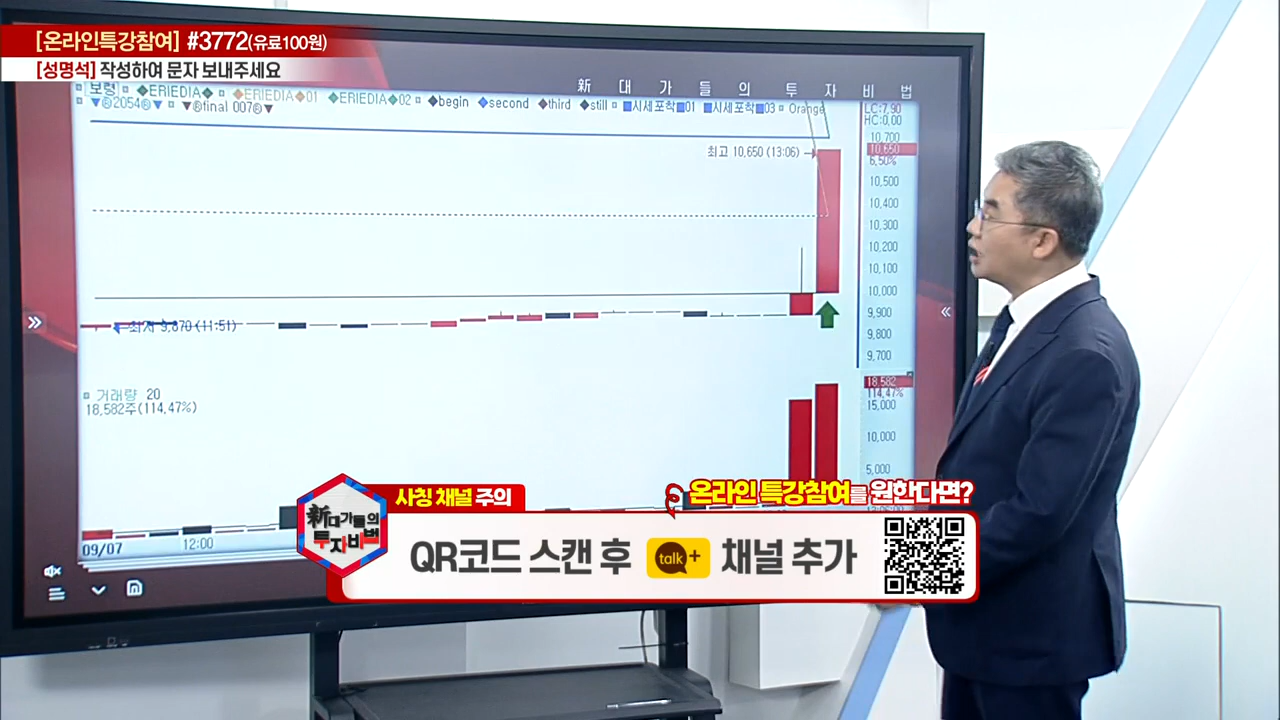 [온라인특강참여] #3772(유료100원)
[성명석] 작성하여 문자 보내주세요
新 대 가 들 의 투 자 비 법
보령 ◆ERIEDIA◆ ◆ERIEDIA◆01 ◆ERIEDIA◆02 ◆begin ◆second ◆third ◆still ■시세포착■01 ■시세포착■03 Orange
▼®2054®▼ ▼®final 007®▼
LC:7,90
HC:0,00
10,700
최고 10,650 (13:06)
10,650
6,50%
10,500
10,400
10,300
10,200
10,100
10,000
9,900
9,800
9,700
최저 9,870 (11:51)
거래량 20
18,582주(114,47%)
18,582
114,47%
15,000
10,000
5,000
09/07
12:00
사칭 채널 주의
온라인 특강참여를 원한다면?
新대가들의
투자비법
QR코드 스캔 후 talk+ 채널 추가